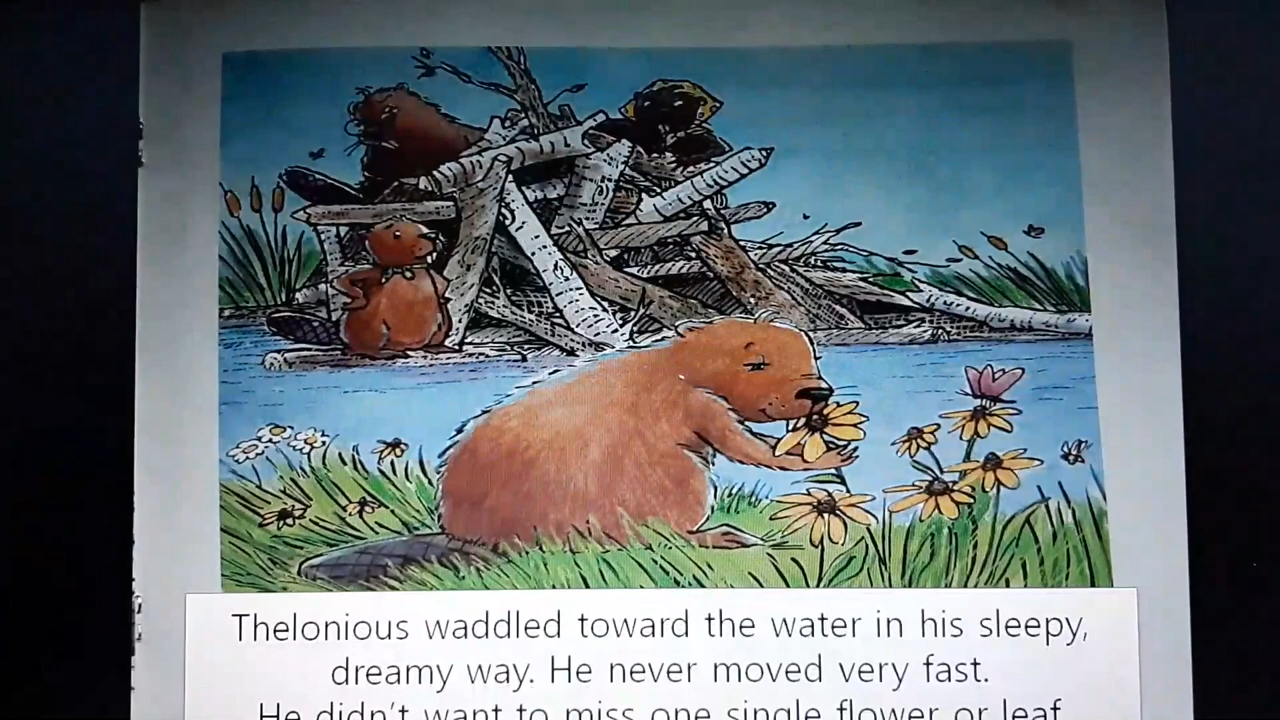 Thelonious waddled toward the water in his sleepy,
dreamy way. He never moved very fast.
He didn't want to miss one single flower or leaf